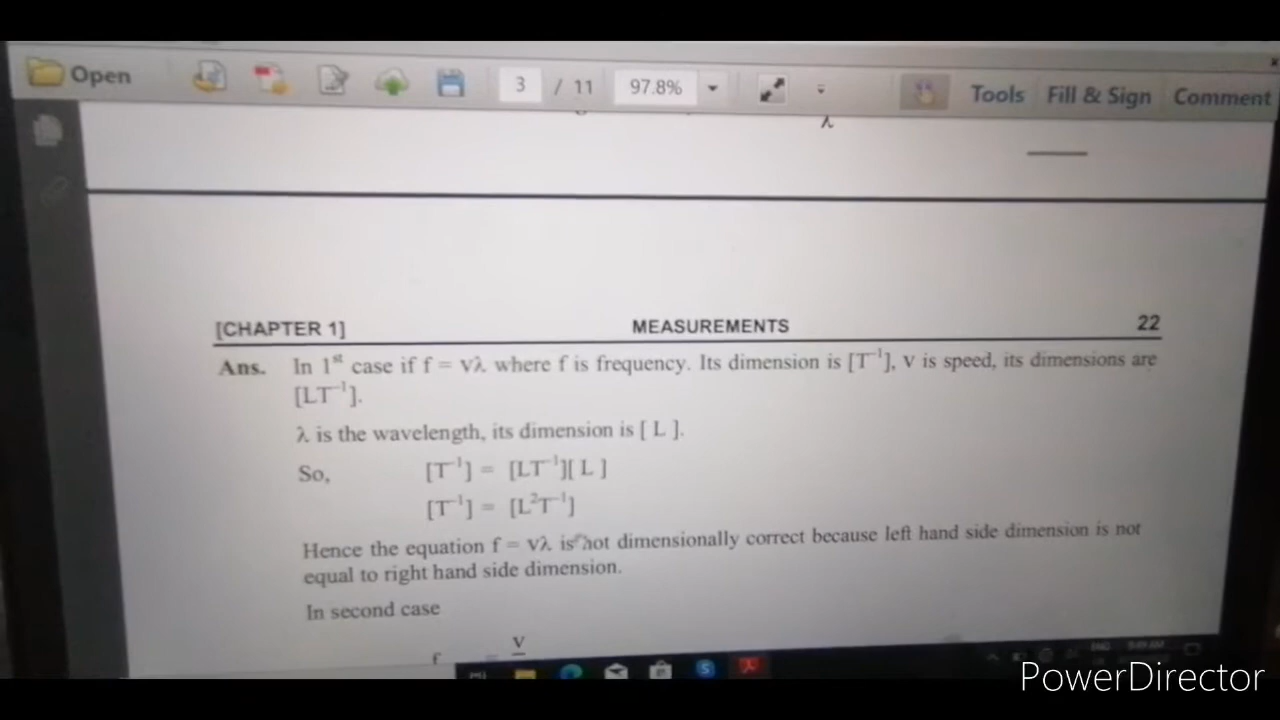 Open 3 / 11 97.8% Tools Fill & Sign Comment
λ
[CHAPTER 1] MEASUREMENTS 22
Ans. In 1st case if f = vλ where f is frequency. Its dimension is [T⁻¹], v is speed, its dimensions are
[LT⁻¹].
λ is the wavelength, its dimension is [ L ].
So, [T⁻¹] = [LT⁻¹][ L ]
[T⁻¹] = [L²T⁻¹]
Hence the equation f = vλ is not dimensionally correct because left hand side dimension is not
equal to right hand side dimension.
In second case
f = v
PowerDirector